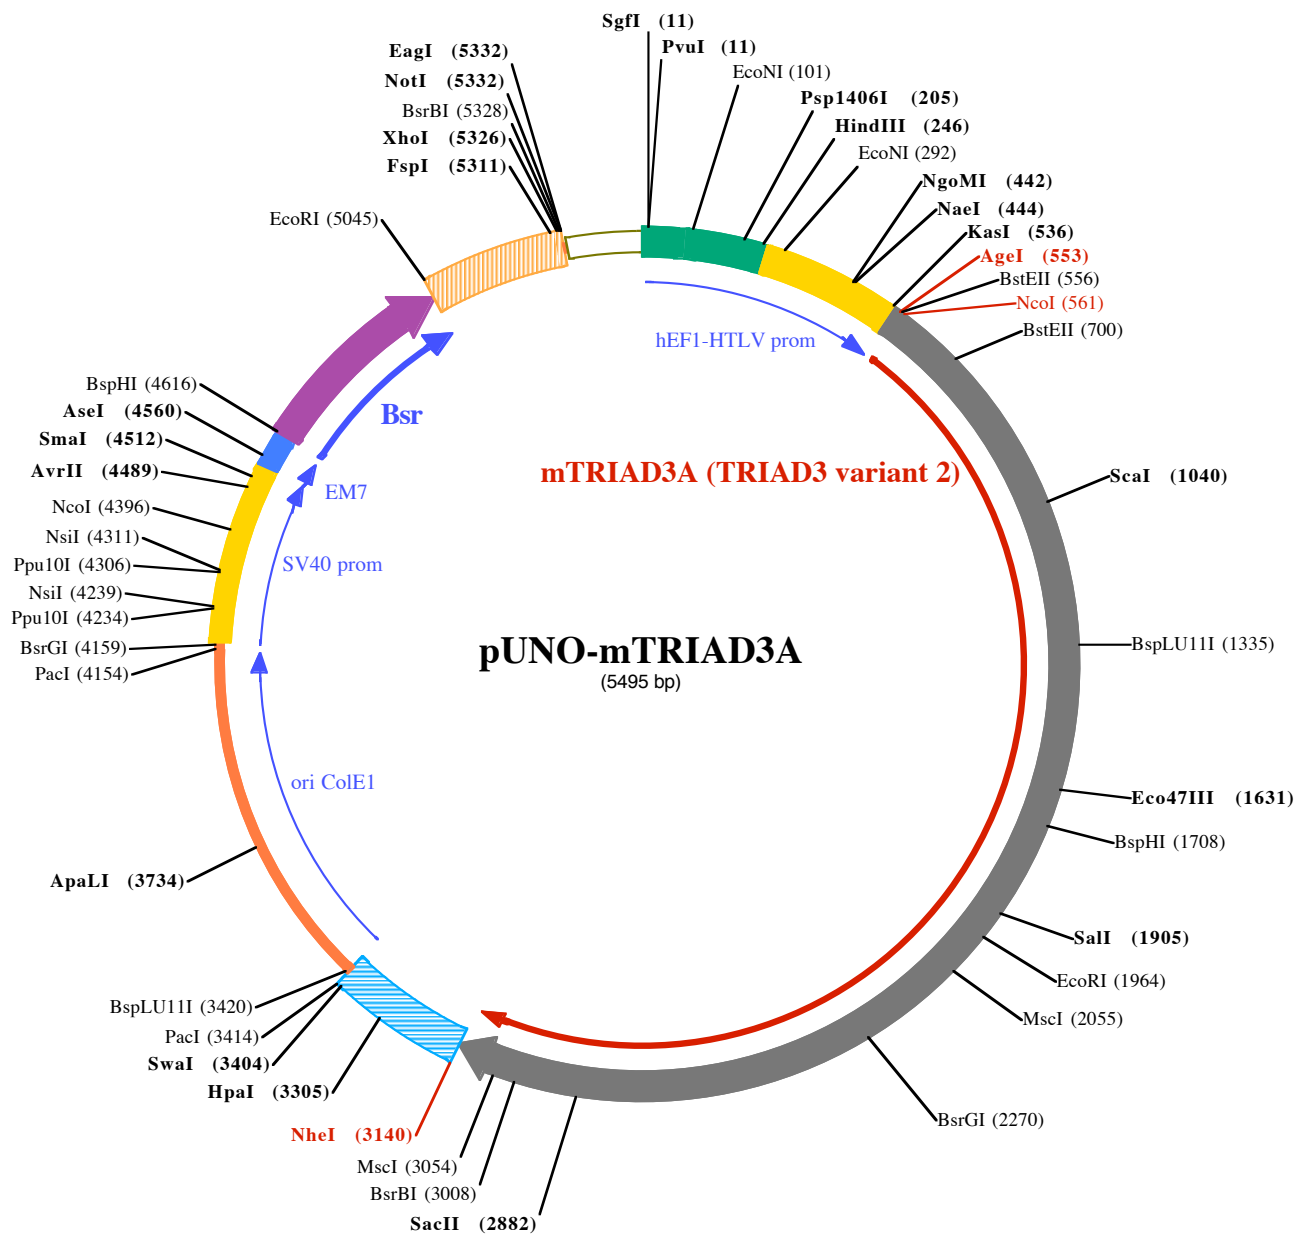 SgfI (11)
PvuI (11)
EcoNI (101)
Psp1406I (205)
HindIII (246)
EcoNI (292)
NgoMI (442)
NaeI (444)
KasI (536)
AgeI (553)
BstEII (556)
NcoI (561)
BstEII (700)
ScaI (1040)
BspLU11I (1335)
Eco47III (1631)
BspHI (1708)
SalI (1905)
EcoRI (1964)
MscI (2055)
BsrGI (2270)
SacII (2882)
BsrBI (3008)
MscI (3054)
NheI (3140)
HpaI (3305)
SwaI (3404)
PacI (3414)
BspLU11I (3420)
ApaLI (3734)
PacI (4154)
BsrGI (4159)
Ppu10I (4234)
NsiI (4239)
Ppu10I (4306)
NsiI (4311)
NcoI (4396)
AvrII (4489)
SmaI (4512)
AseI (4560)
BspHI (4616)
EcoRI (5045)
FspI (5311)
XhoI (5326)
BsrBI (5328)
NotI (5332)
EagI (5332)
hEF1-HTLV prom
Bsr
mTRIAD3A (TRIAD3 variant 2)
EM7
SV40 prom
pUNO-mTRIAD3A
(5495 bp)
ori ColE1